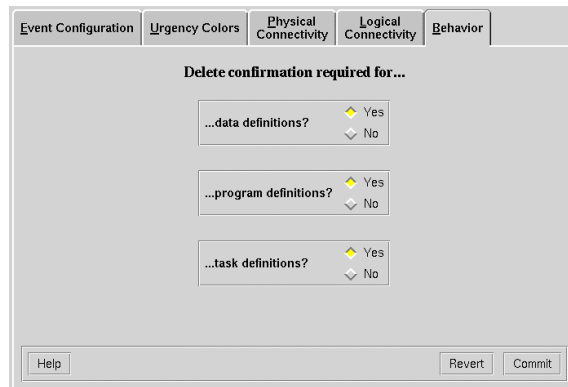 Event Configuration
Urgency Colors
Physical
Connectivity
Logical
Connectivity
Behavior
Delete confirmation required for...
...data definitions?
Yes
No
...program definitions?
Yes
No
...task definitions?
Yes
No
Help
Revert
Commit